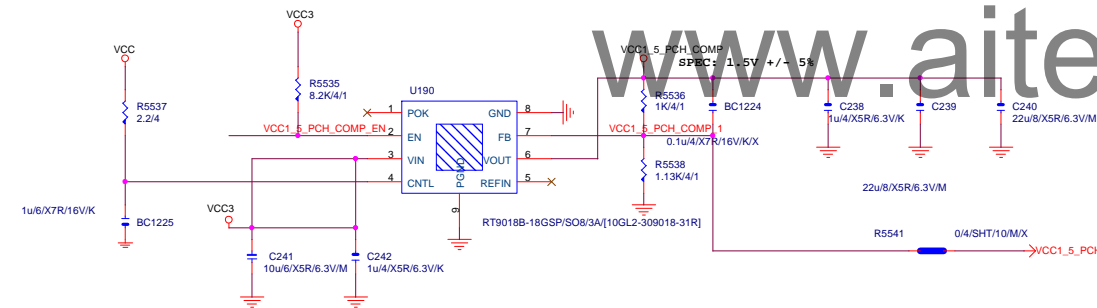 www.aite
VCC3
VCC
VCC1_5_PCH_COMP
SPEC: 1.5V +/- 5%
R5535
8.2K/4/1
U190
R5537
2.2/4
R5536
1K/4/1
BC1224
C238
1u/4/X5R/6.3V/K
C239
C240
22u/8/X5R/6.3V/M
1
POK
GND
8
VCC1_5_PCH_COMP_EN
2
EN
FB
7
VCC1_5_PCH_COMP_1
0.1u/4/X7R/16V/K/X
3
VIN
VOUT
6
4
CNTL
PGND
REFIN
5
R5538
1.13K/4/1
22u/8/X5R/6.3V/M
1u/6/X7R/16V/K
BC1225
VCC3
9
RT9018B-18GSP/SO8/3A/[10GL2-309018-31R]
R5541
0/4/SHT/10/M/X
VCC1_5_PCH
C241
10u/6/X5R/6.3V/M
C242
1u/4/X5R/6.3V/K